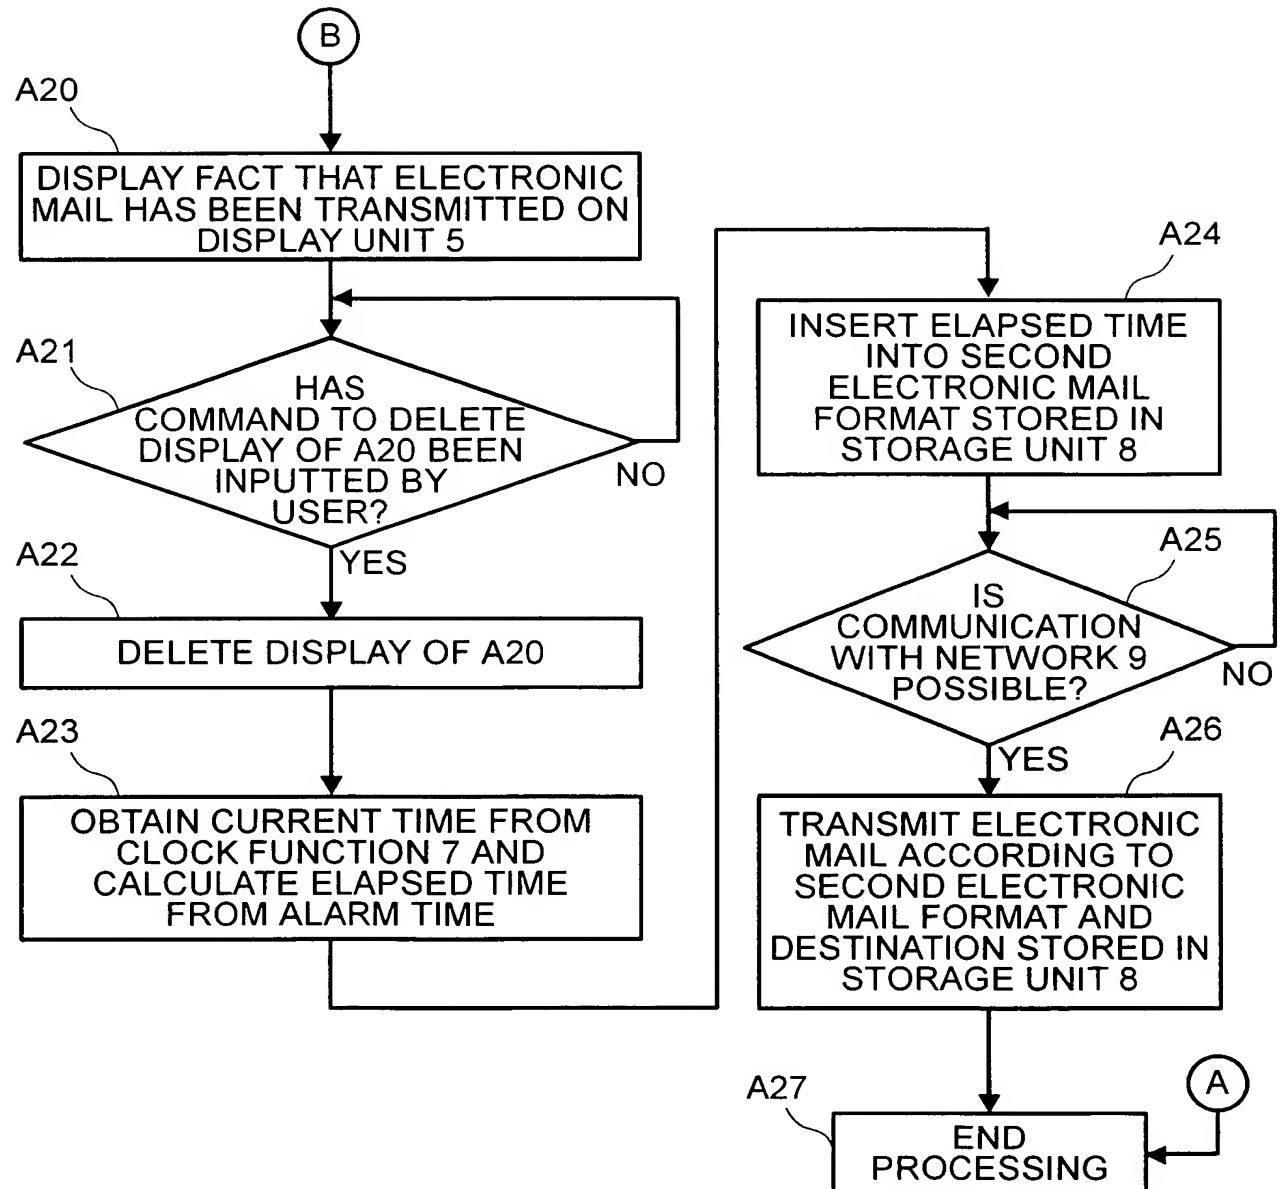 B
A20
DISPLAY FACT THAT ELECTRONIC
MAIL HAS BEEN TRANSMITTED ON
DISPLAY UNIT 5
A21
HAS
COMMAND TO DELETE
DISPLAY OF A20 BEEN
INPUTTED BY
USER?
NO
YES
A22
DELETE DISPLAY OF A20
A23
OBTAIN CURRENT TIME FROM
CLOCK FUNCTION 7 AND
CALCULATE ELAPSED TIME
FROM ALARM TIME
A24
INSERT ELAPSED TIME
INTO SECOND
ELECTRONIC MAIL
FORMAT STORED IN
STORAGE UNIT 8
A25
IS
COMMUNICATION
WITH NETWORK 9
POSSIBLE?
NO
YES
A26
TRANSMIT ELECTRONIC
MAIL ACCORDING TO
SECOND ELECTRONIC
MAIL FORMAT AND
DESTINATION STORED IN
STORAGE UNIT 8
A
A27
END
PROCESSING